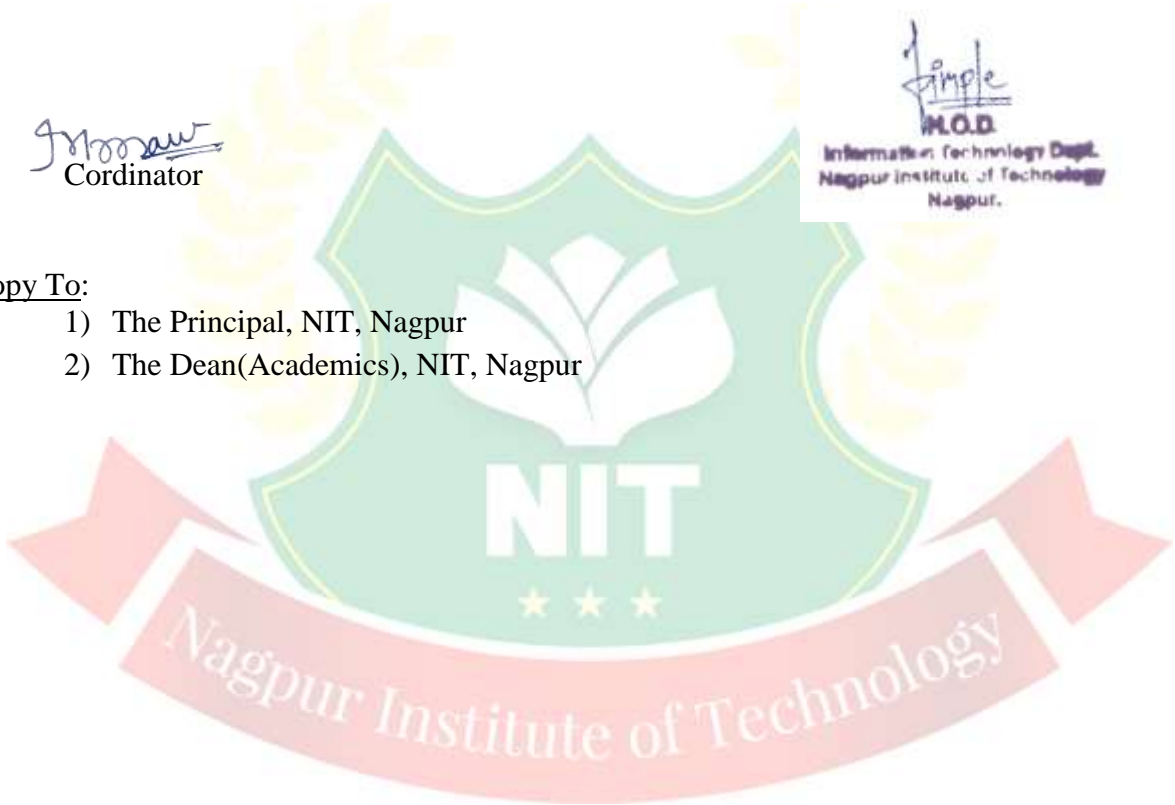 Cordinator
H.O.D.
Information Technology Dept.
Nagpur Institute of Technology
Nagpur.
opy To:
1) The Principal, NIT, Nagpur
2) The Dean(Academics), NIT, Nagpur
NIT
Nagpur Institute of Technology